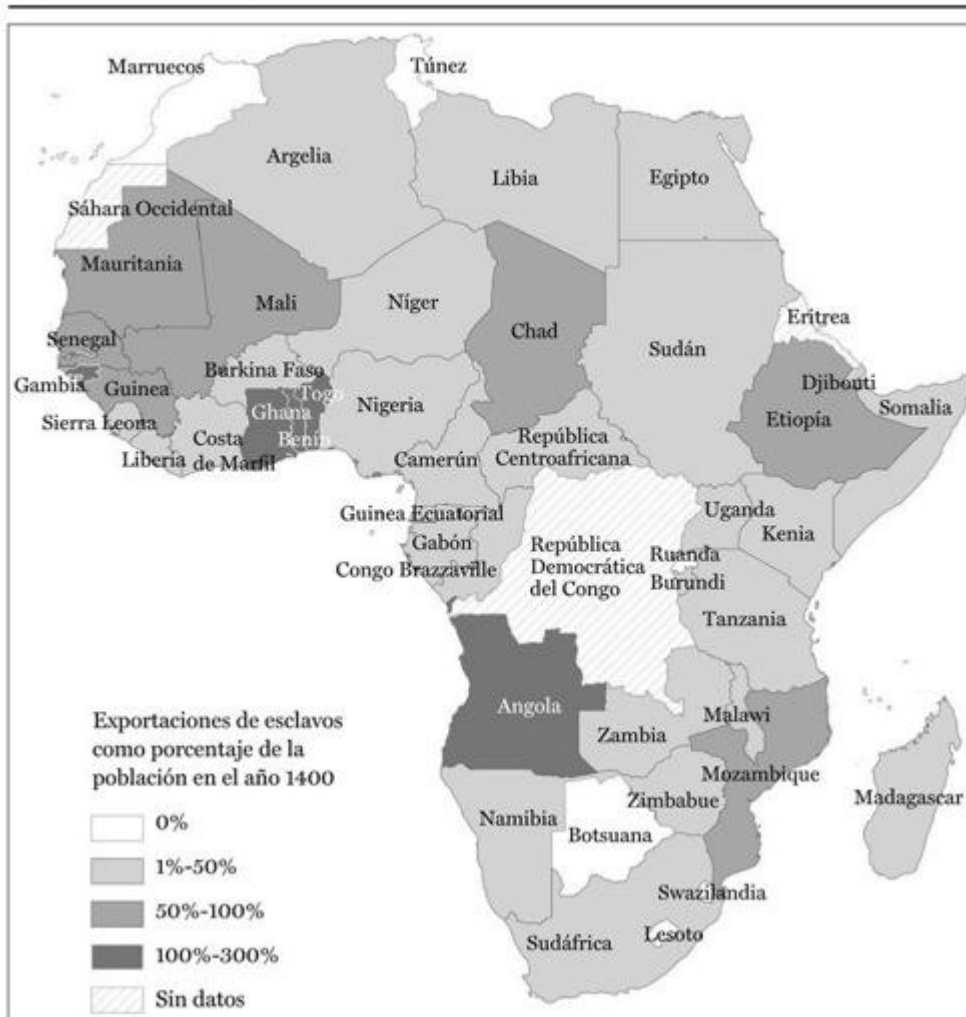 Marruecos
Túnez
Argelia
Libia
Egipto
Sáhara Occidental
Mauritania
Mali
Níger
Chad
Sudán
Eritrea
Senegal
Gambia
Guinea
Burkina Faso
Togo
Ghana
Benín
Nigeria
Djibouti
Etiopía
Somalia
Sierra Leona
Liberia
Costa
de Marfil
Camerún
República
Centroafricana
Guinea Ecuatorial
Gabón
Congo Brazzaville
República
Democrática
del Congo
Uganda
Kenia
Ruanda
Burundi
Tanzania
Angola
Zambia
Malawi
Mozambique
Zimbabue
Madagascar
Namibia
Botsuana
Swazilandia
Sudáfrica
Lesoto
Exportaciones de esclavos
como porcentaje de la
población en el año 1400
0%
1%-50%
50%-100%
100%-300%
Sin datos